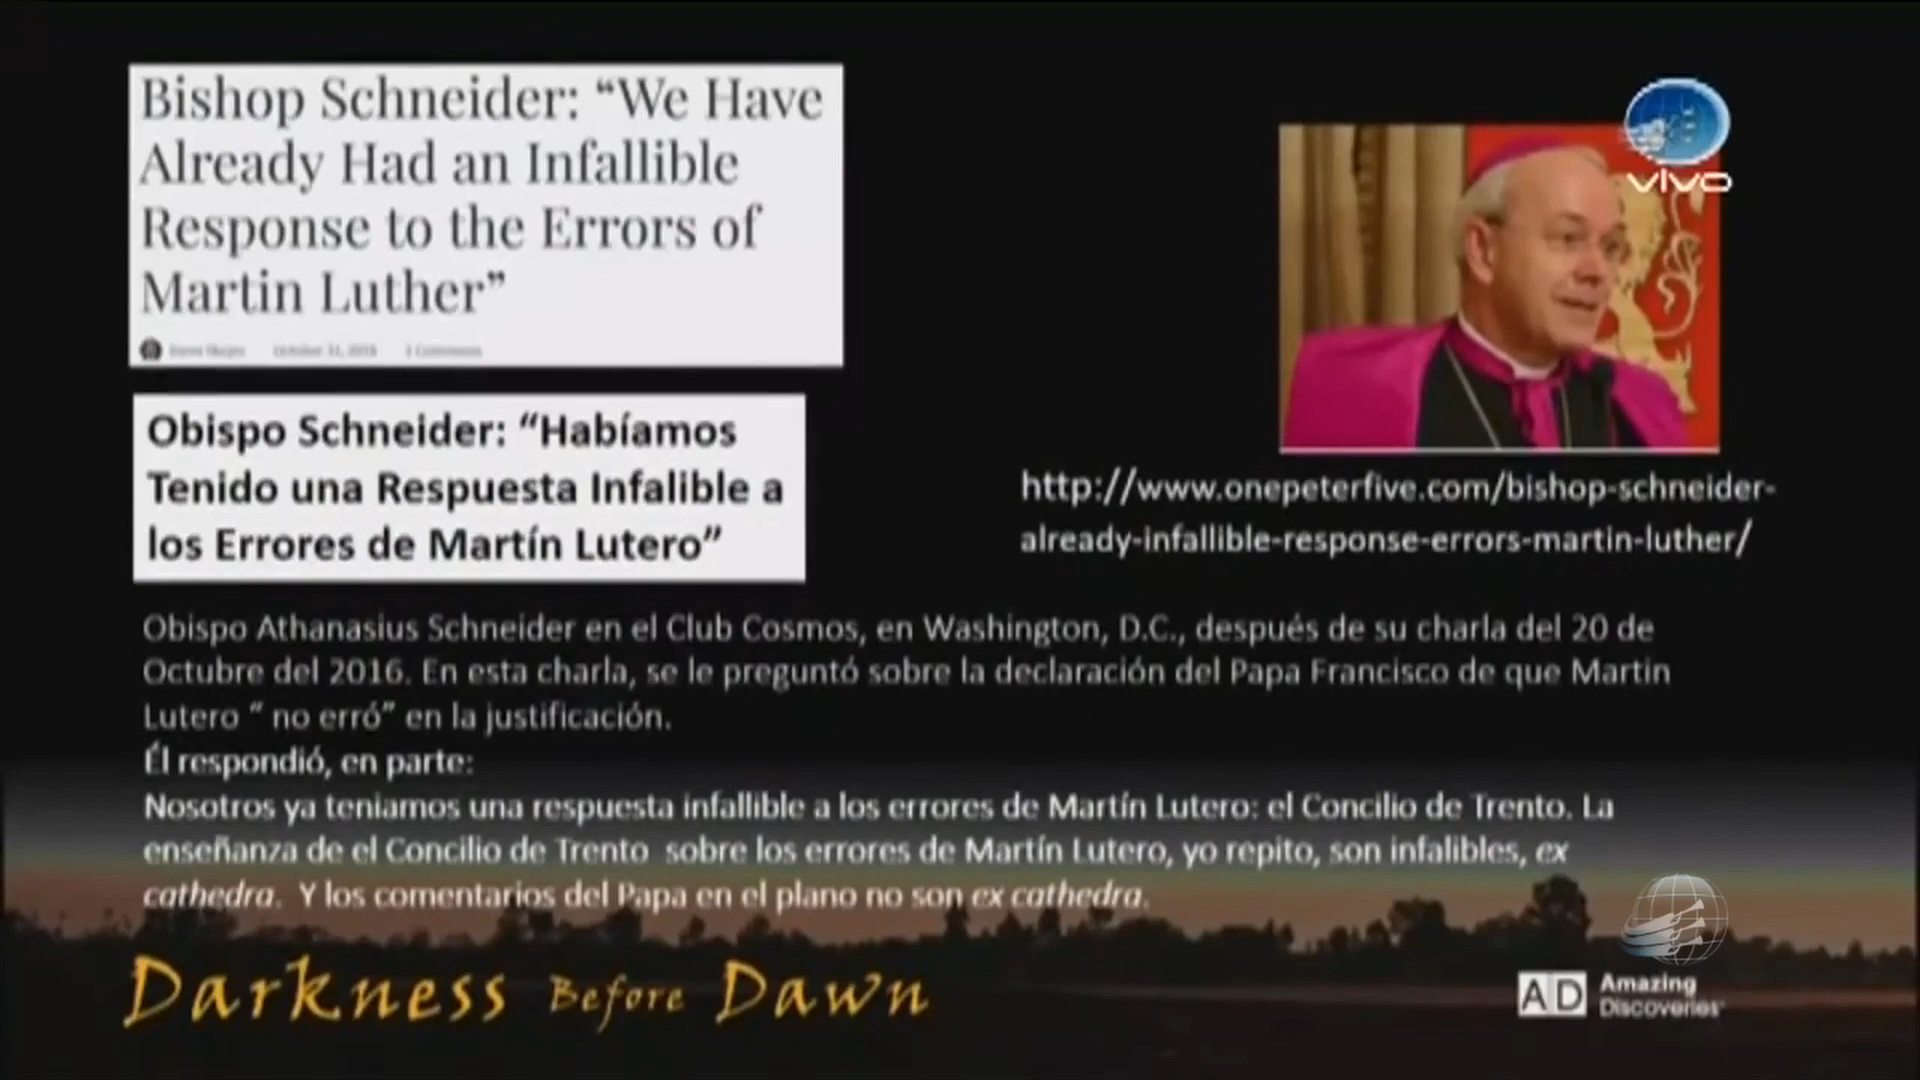 Bishop Schneider: “We Have
Already Had an Infallible
Response to the Errors of
Martin Luther”
October 31, 2016
vivo
Obispo Schneider: “Habíamos
Tenido una Respuesta Infalible a
los Errores de Martín Lutero”
http://www.onepeterfive.com/bishop-schneider-
already-infallible-response-errors-martin-luther/
Obispo Athanasius Schneider en el Club Cosmos, en Washington, D.C., después de su charla del 20 de
Octubre del 2016. En esta charla, se le preguntó sobre la declaración del Papa Francisco de que Martin
Lutero “ no erró” en la justificación.
Él respondió, en parte:
Nosotros ya teniamos una respuesta infallible a los errores de Martín Lutero: el Concilio de Trento. La
enseñanza de el Concilio de Trento sobre los errores de Martín Lutero, yo repito, son infalibles, ex
cathedra. Y los comentarios del Papa en el plano no son ex cathedra.
Darkness Before Dawn
AD Amazing
Discoveries